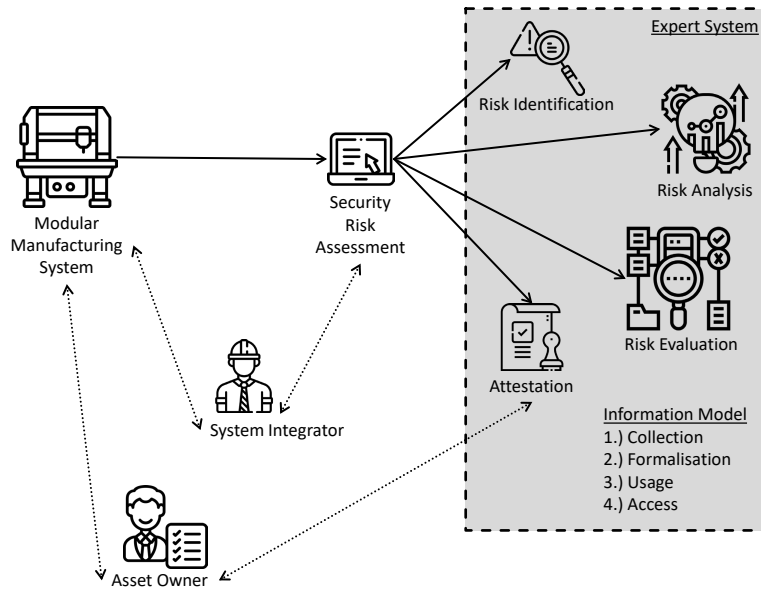 Expert System
Risk Identification
Risk Analysis
Modular
Manufacturing
System
Security
Risk
Assessment
Risk Evaluation
Attestation
System Integrator
Information Model
1.) Collection
2.) Formalisation
3.) Usage
4.) Access
Asset Owner